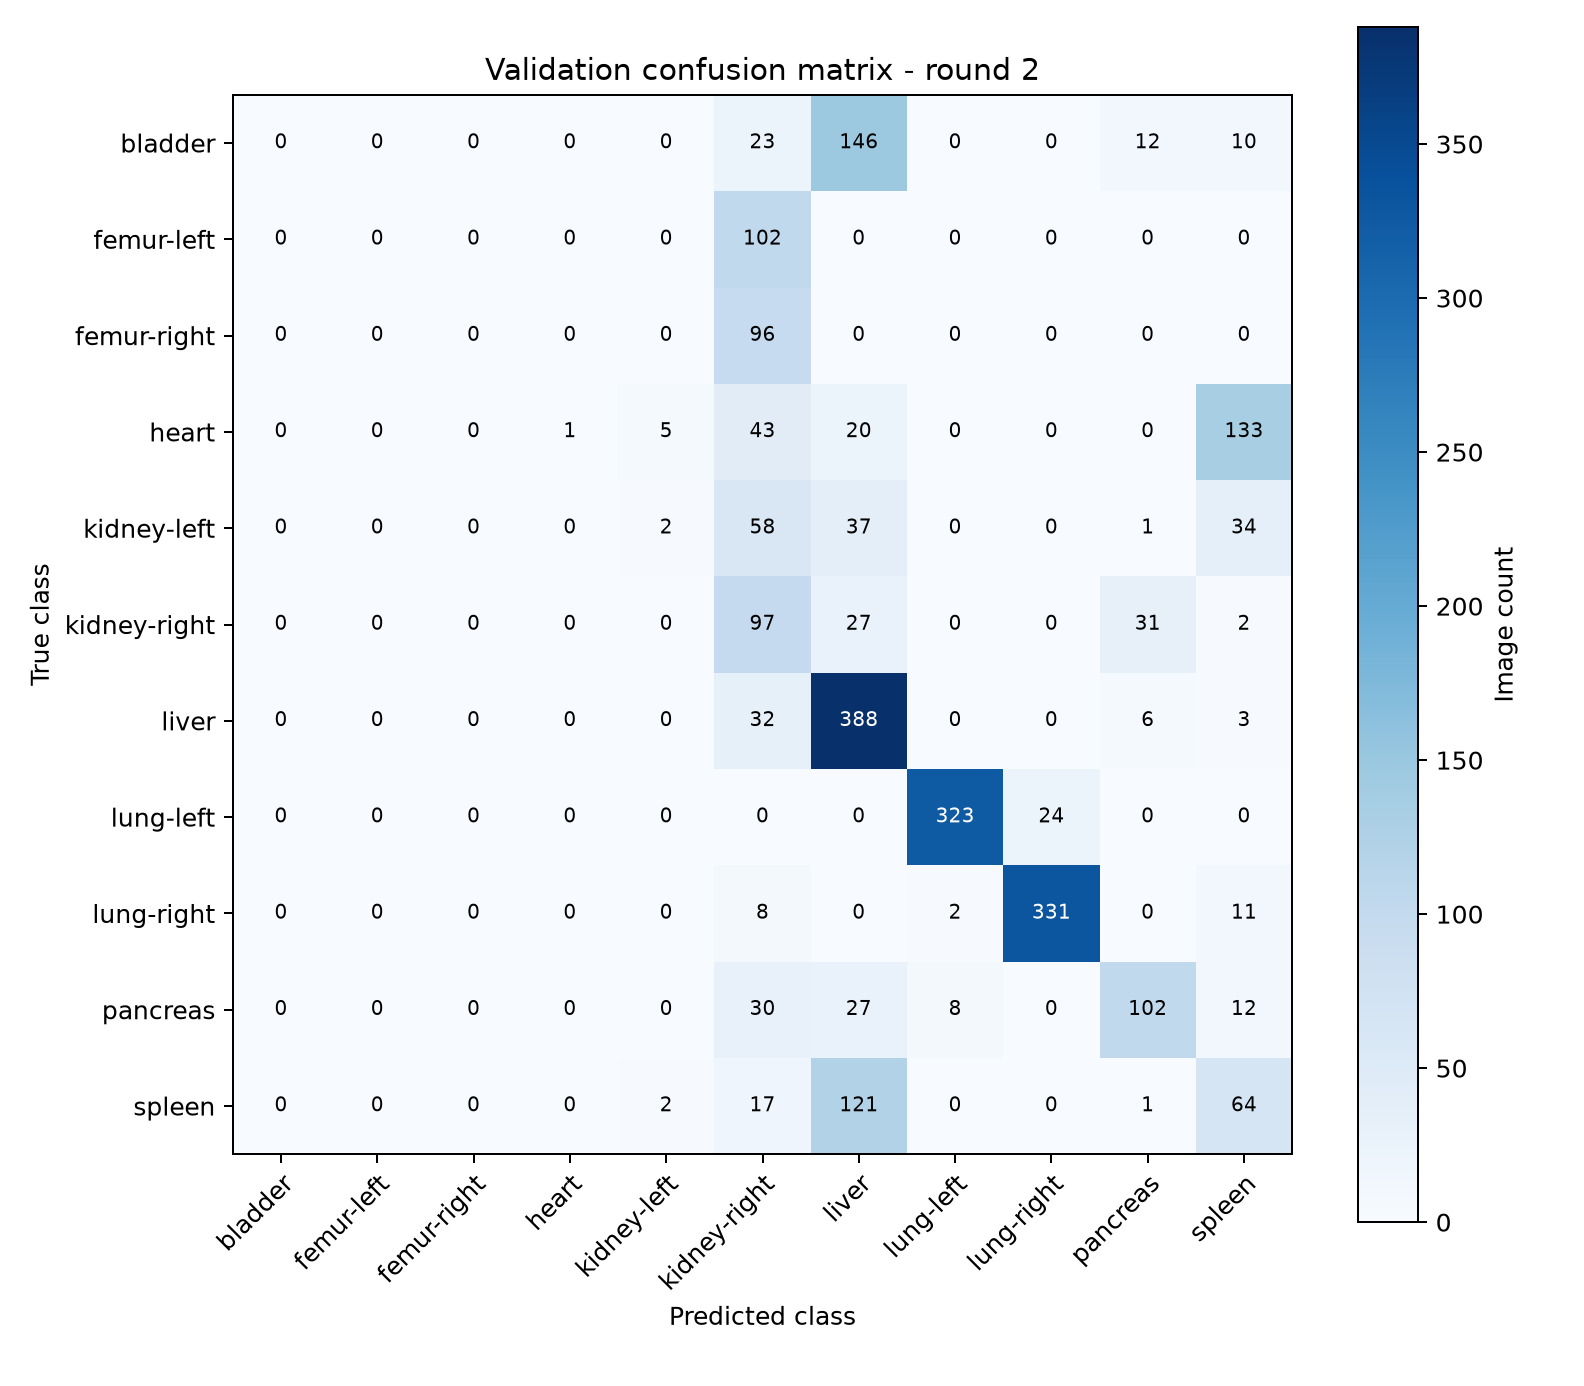 Validation confusion matrix - round 2
True class
bladder 0 0 0 0 0 23 146 0 0 12 10
femur-left 0 0 0 0 0 102 0 0 0 0 0
femur-right 0 0 0 0 0 96 0 0 0 0 0
heart 0 0 0 1 5 43 20 0 0 0 133
kidney-left 0 0 0 0 2 58 37 0 0 1 34
kidney-right 0 0 0 0 0 97 27 0 0 31 2
liver 0 0 0 0 0 32 388 0 0 6 3
lung-left 0 0 0 0 0 0 0 323 24 0 0
lung-right 0 0 0 0 0 8 0 2 331 0 11
pancreas 0 0 0 0 0 30 27 8 0 102 12
spleen 0 0 0 0 2 17 121 0 0 1 64
bladder
femur-left
femur-right
heart
kidney-left
kidney-right
liver
lung-left
lung-right
pancreas
spleen
Predicted class
350
300
250
200
150
100
50
0
Image count